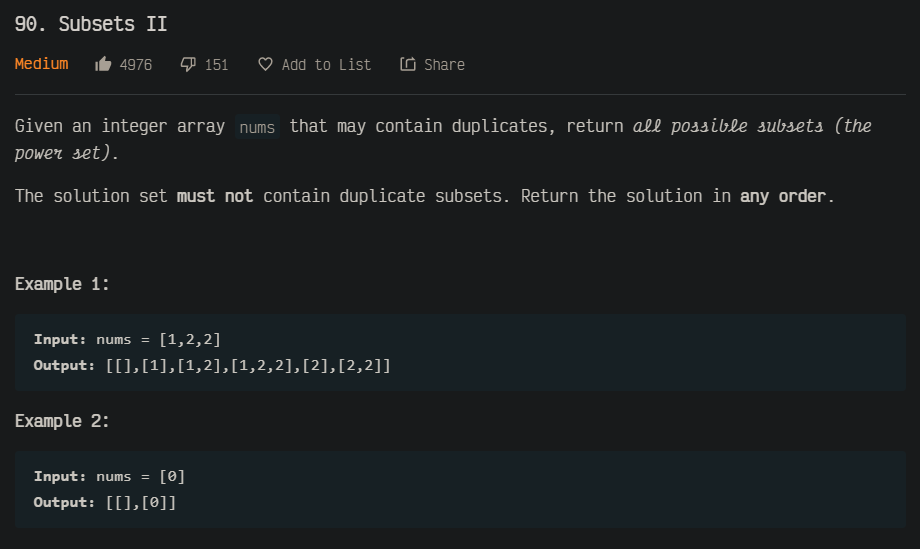 90. Subsets II
Medium 4976 151 Add to List Share
Given an integer array nums that may contain duplicates, return all possible subsets (the
power set).
The solution set must not contain duplicate subsets. Return the solution in any order.
Example 1:
Input: nums = [1,2,2]
Output: [[],[1],[1,2],[1,2,2],[2],[2,2]]
Example 2:
Input: nums = [0]
Output: [[],[0]]